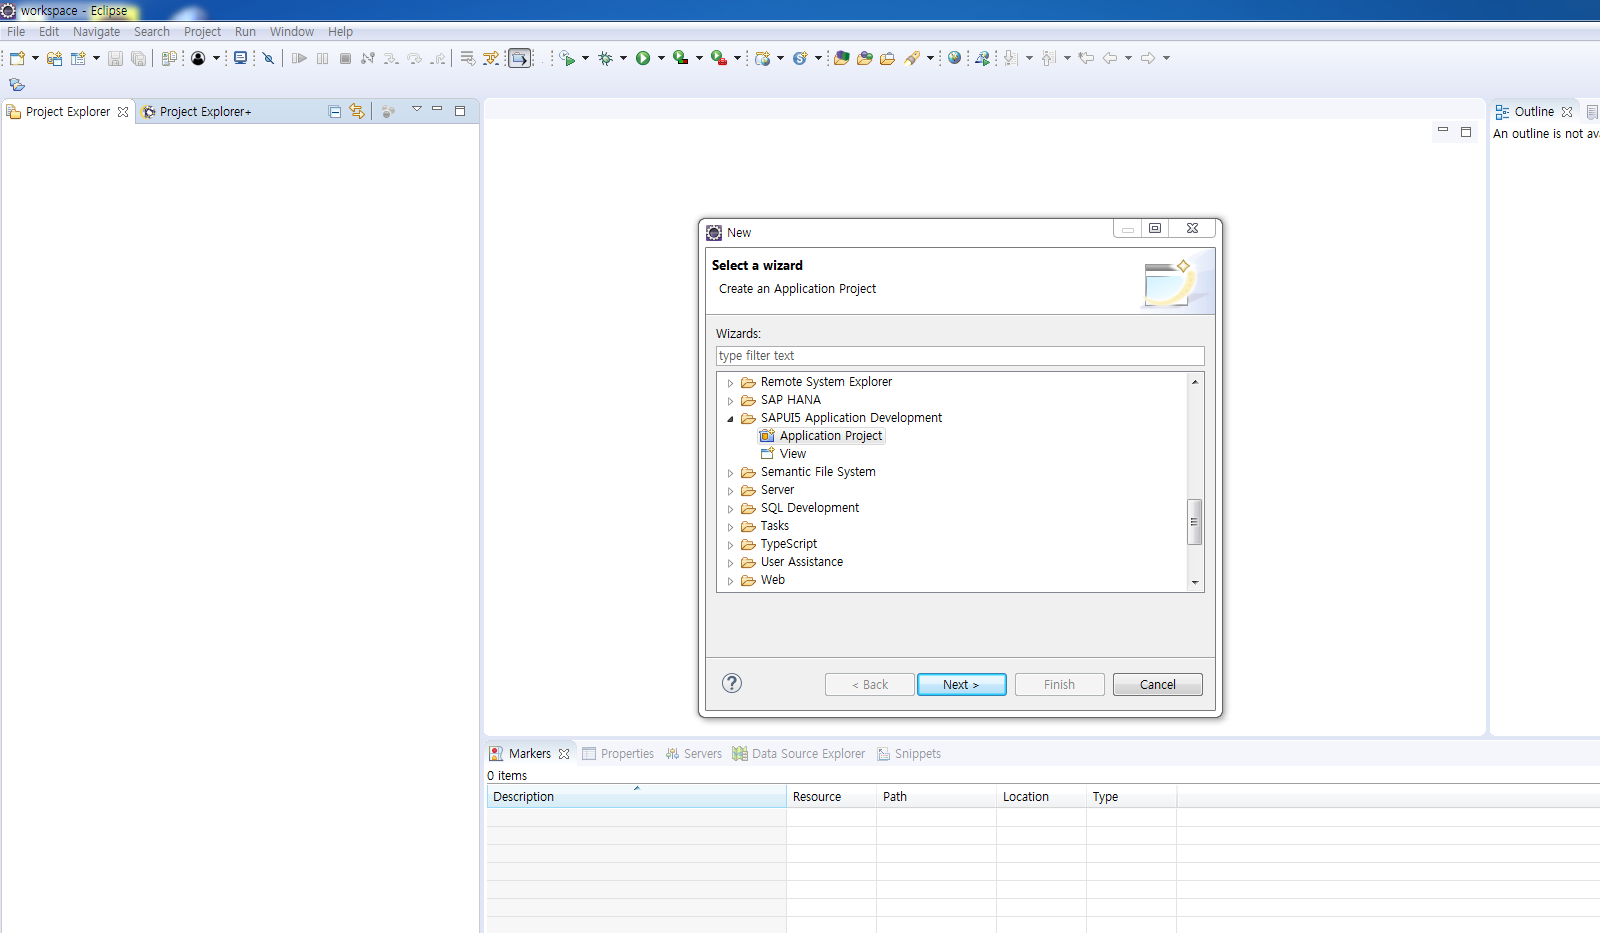 workspace - Eclipse
File Edit Navigate Search Project Run Window Help
Project Explorer Project Explorer+
Outline
An outline is not av
New
Select a wizard
Create an Application Project
Wizards:
type filter text
Remote System Explorer
SAP HANA
SAPUI5 Application Development
Application Project
View
Semantic File System
Server
SQL Development
Tasks
TypeScript
User Assistance
Web
? < Back Next > Finish Cancel
Markers Properties Servers Data Source Explorer Snippets
0 items
Description Resource Path Location Type